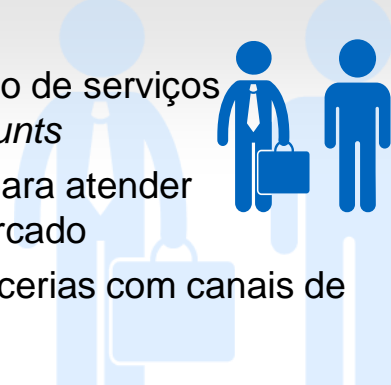 o de serviços
unts
ara atender
rcado
cerias com canais de